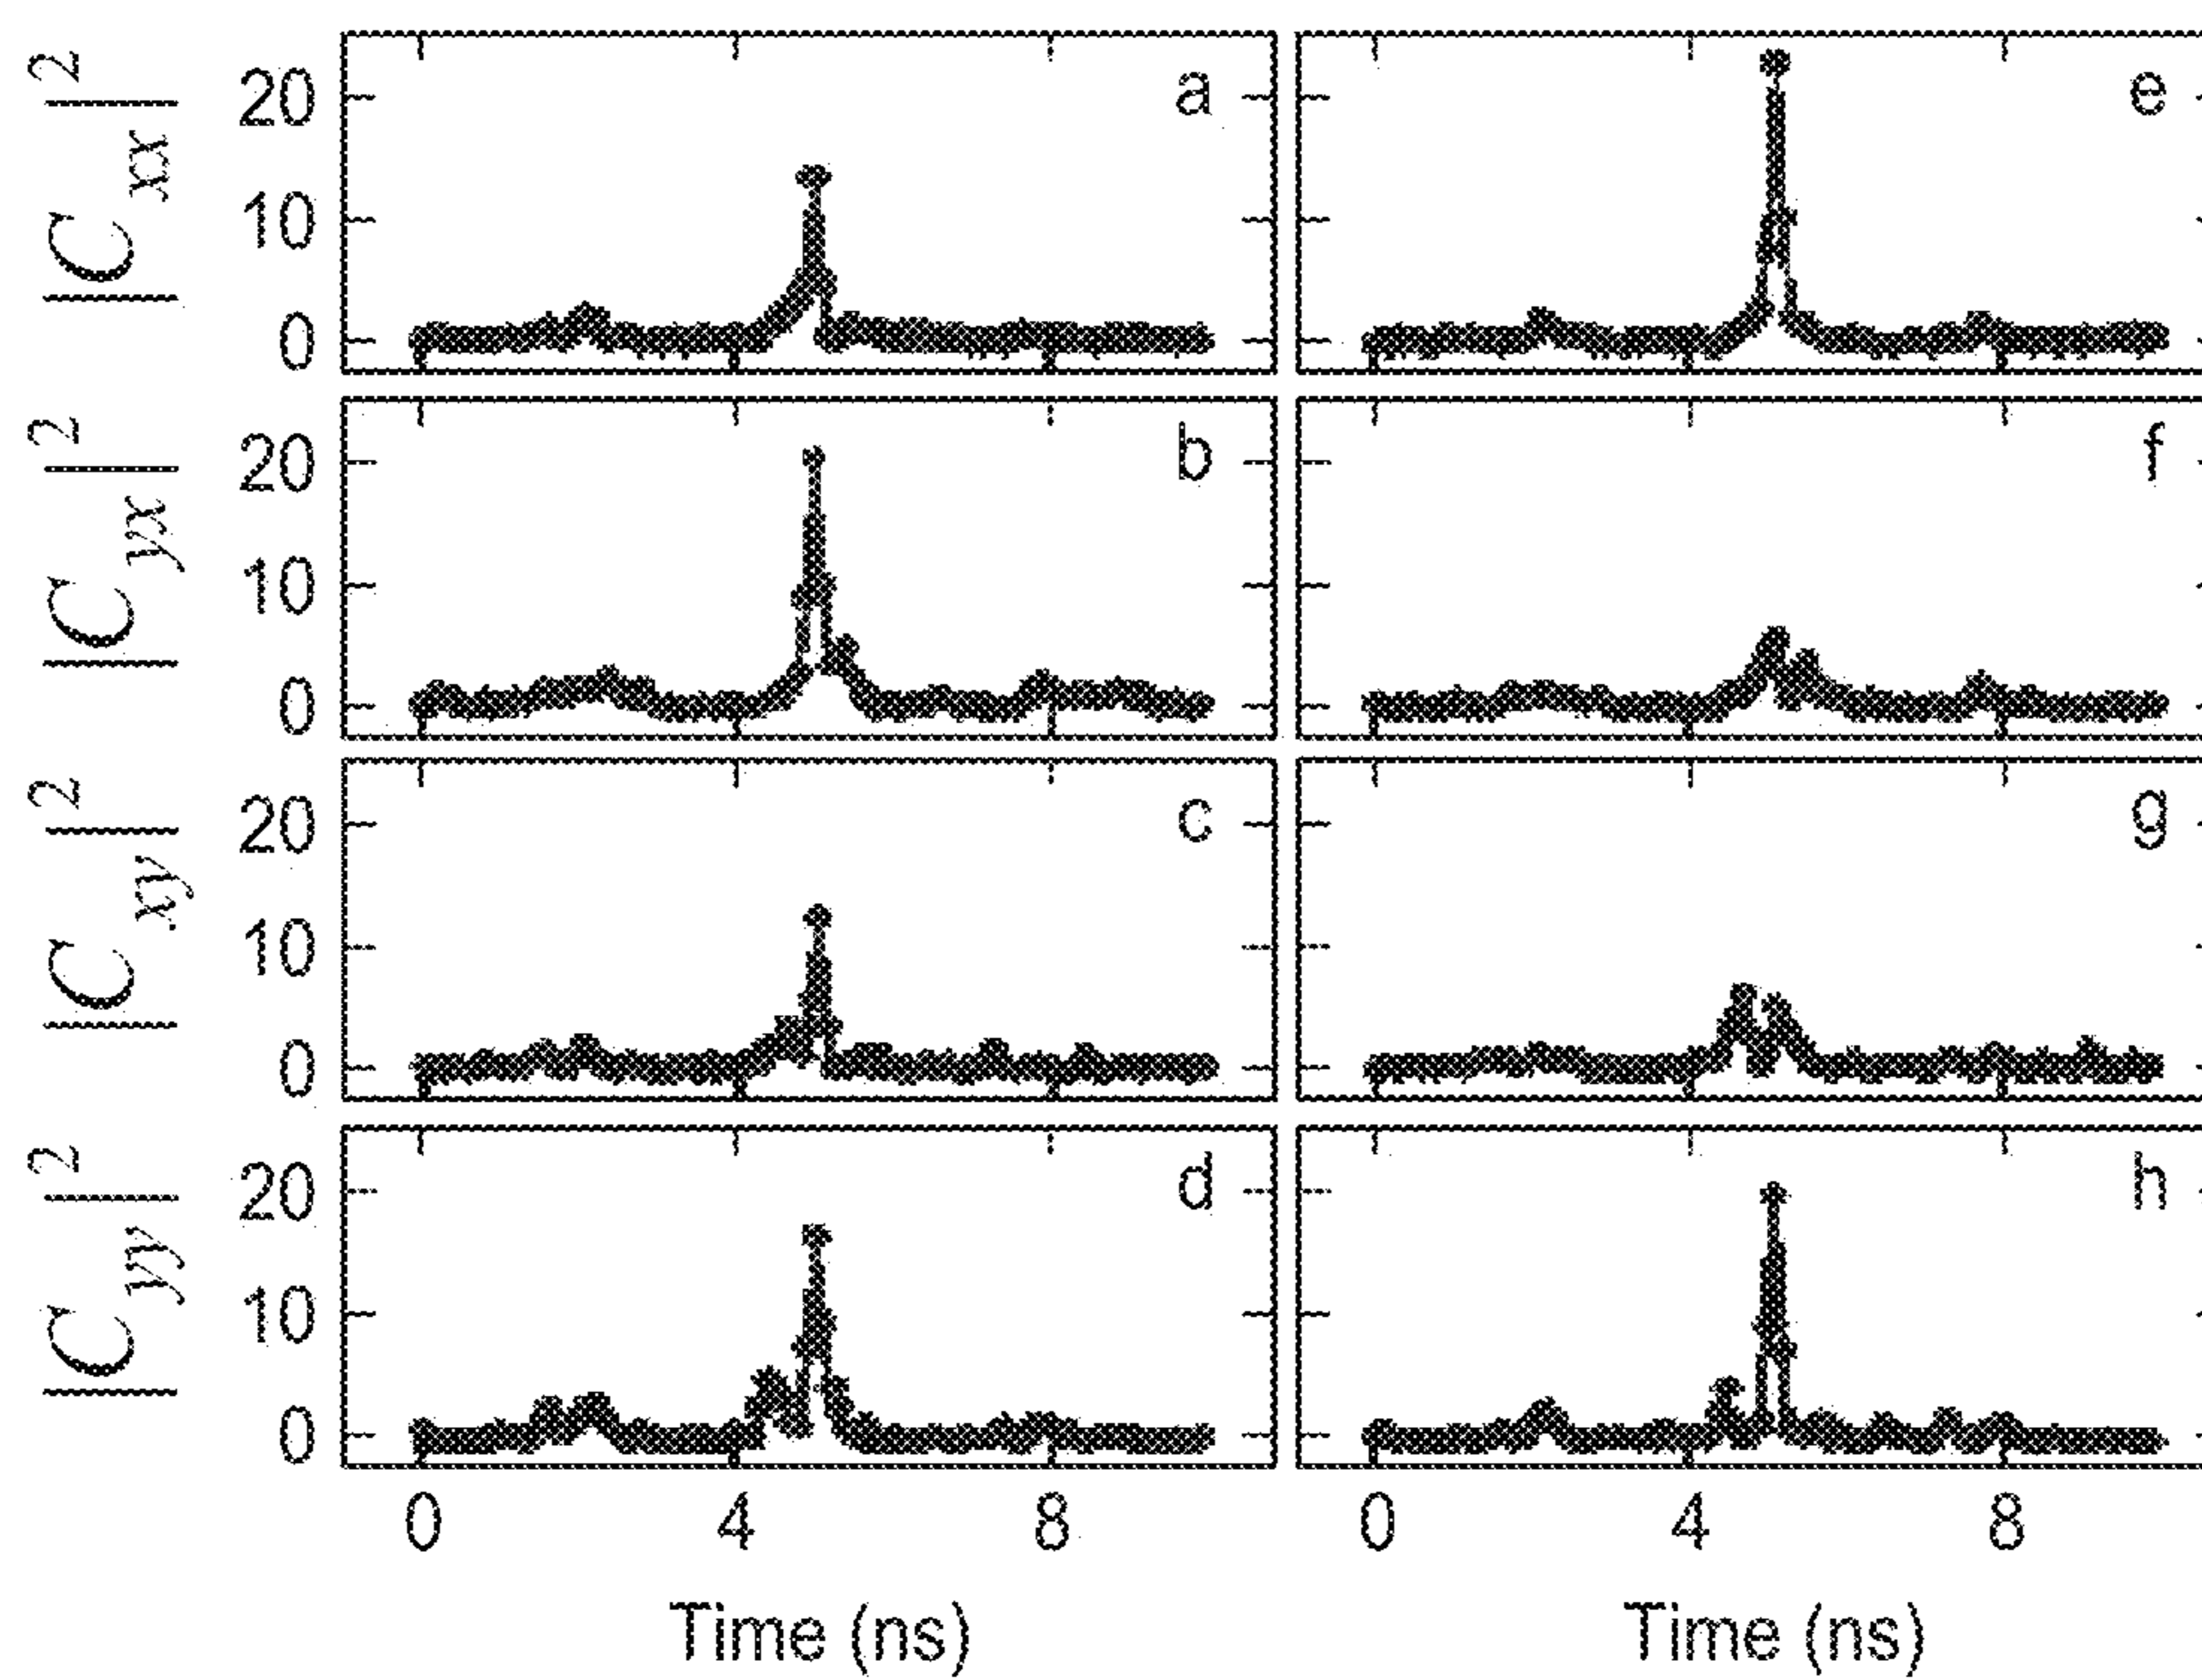 |C_xx|^2 20 10 0 a e
|C_yx|^2 20 10 0 b f
|C_xy|^2 20 10 0 c g
|C_yy|^2 20 10 0 d h
0 4 8 0 4 8
Time (ns) Time (ns)